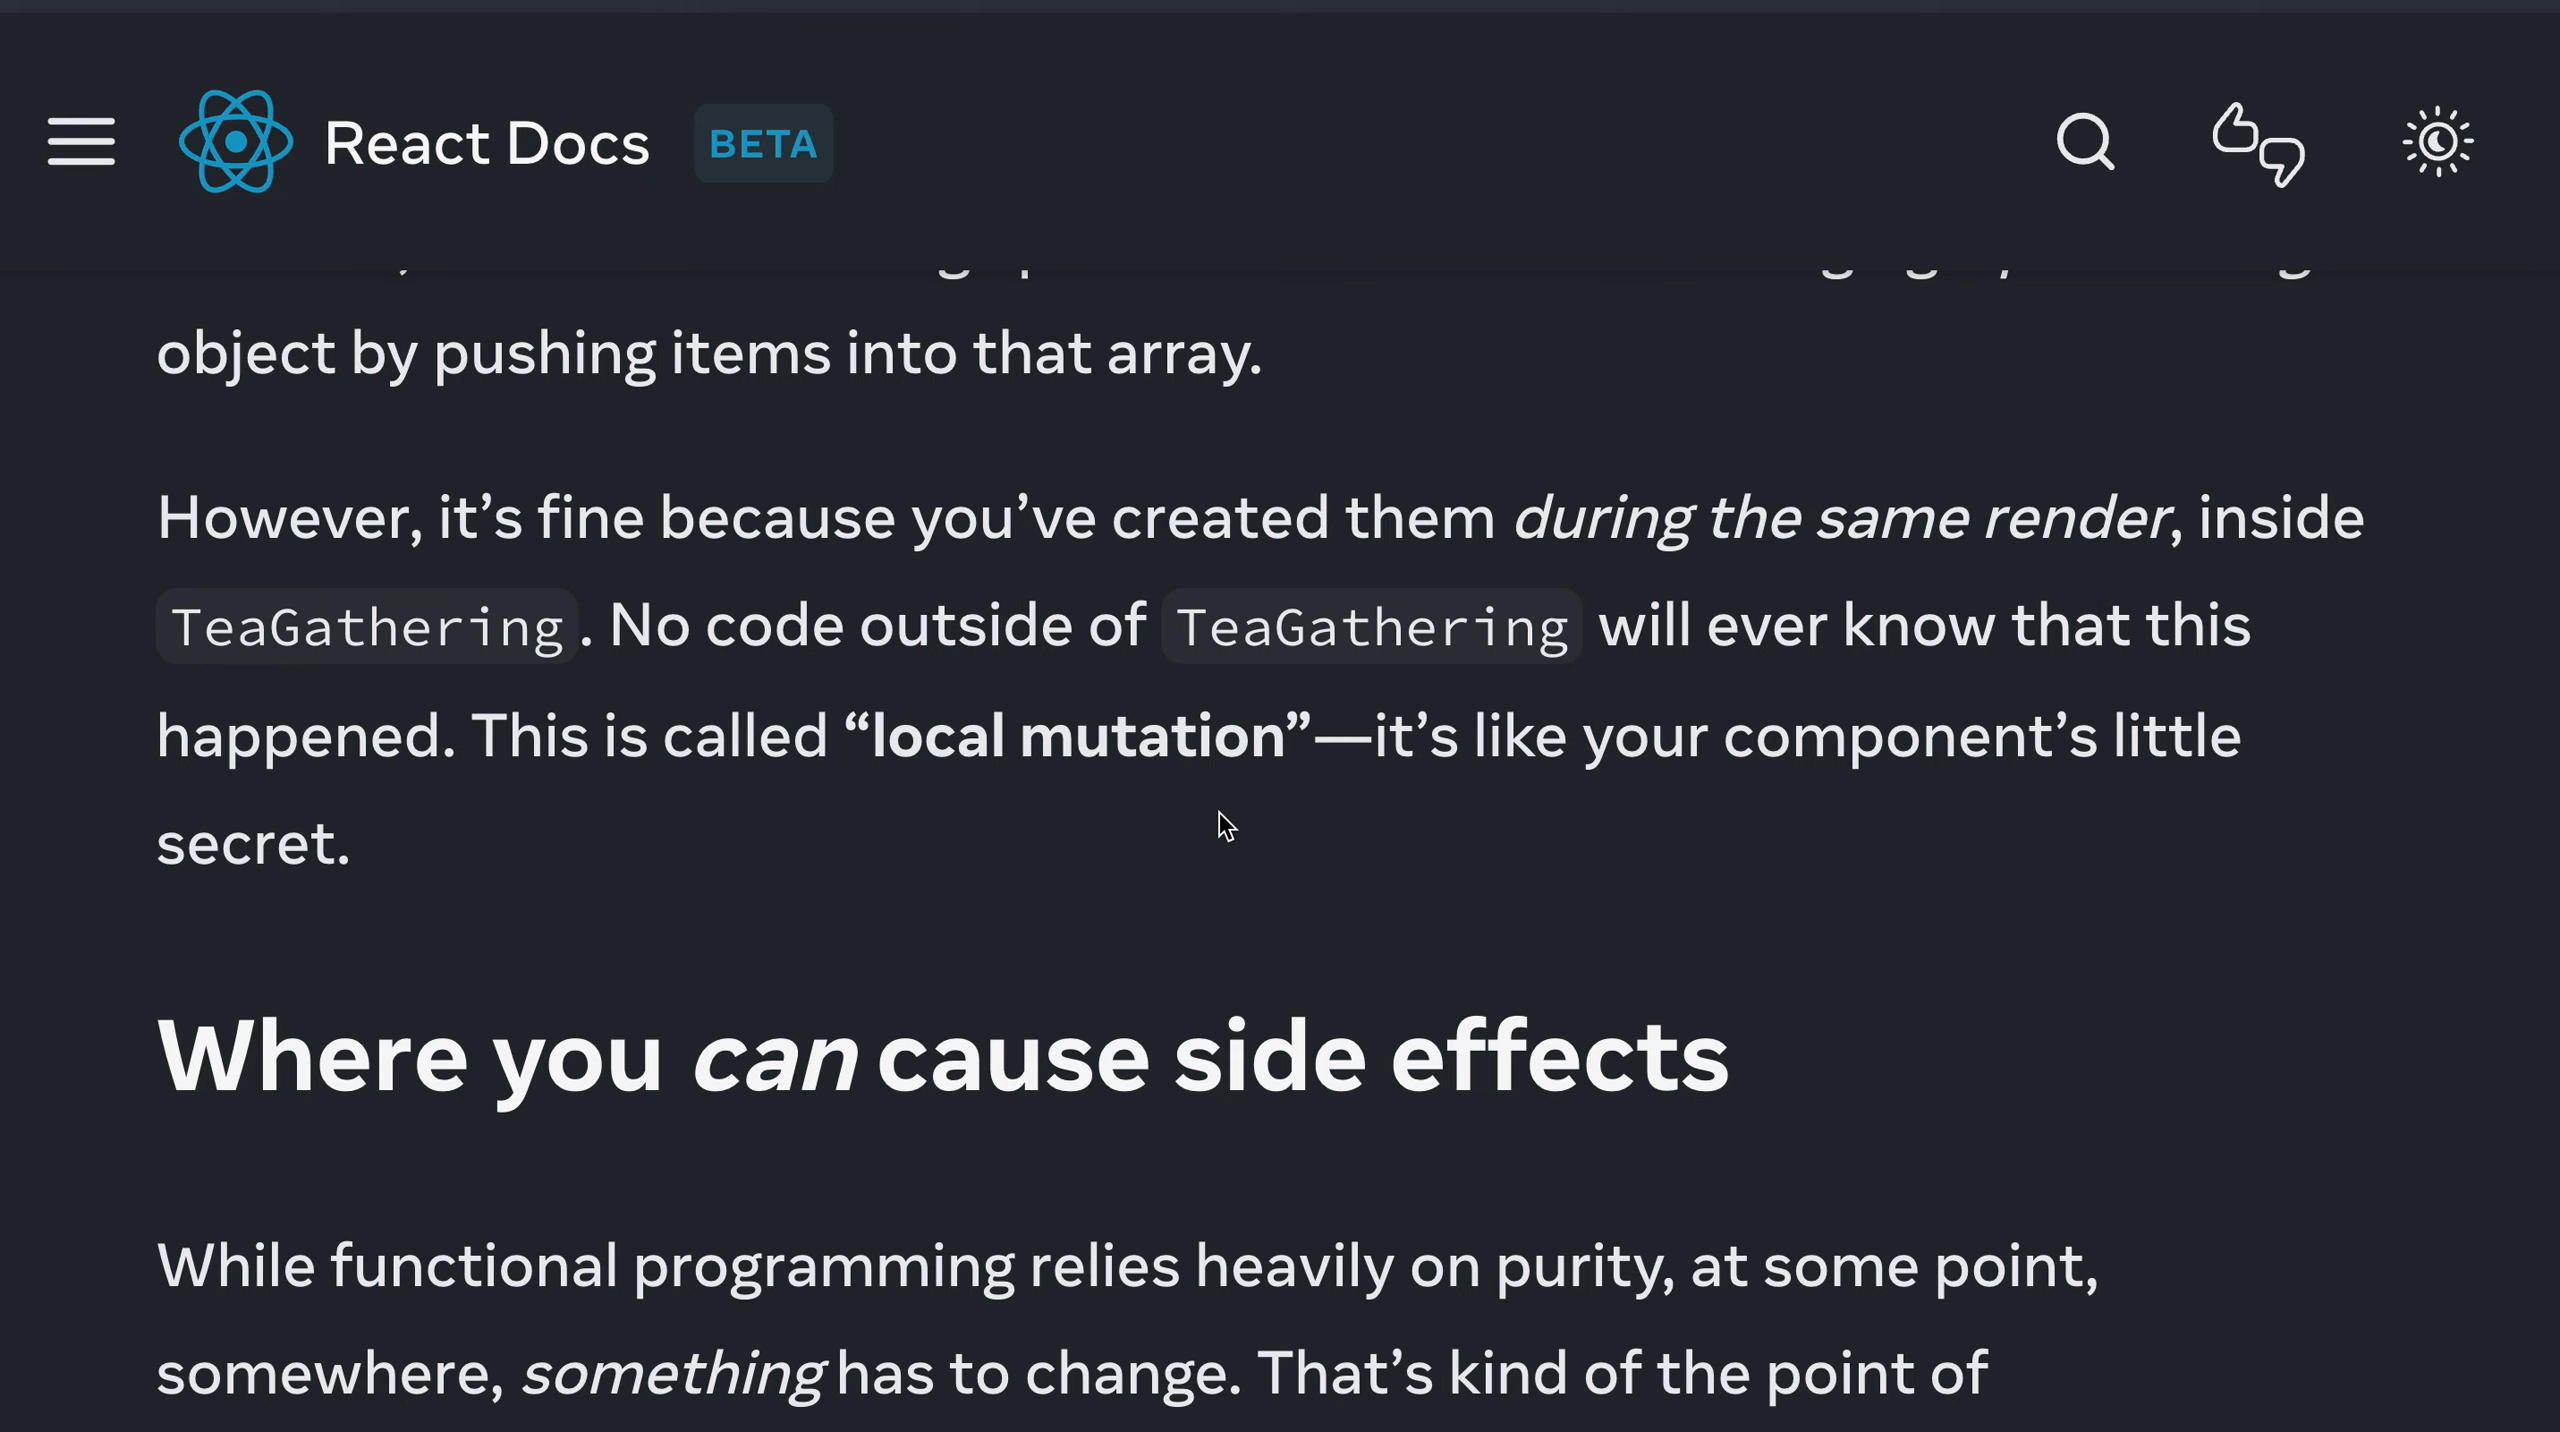 React Docs BETA
object by pushing items into that array.
However, it’s fine because you’ve created them during the same render, inside
TeaGathering. No code outside of TeaGathering will ever know that this
happened. This is called “local mutation”—it’s like your component’s little
secret.
Where you can cause side effects
While functional programming relies heavily on purity, at some point,
somewhere, something has to change. That’s kind of the point of